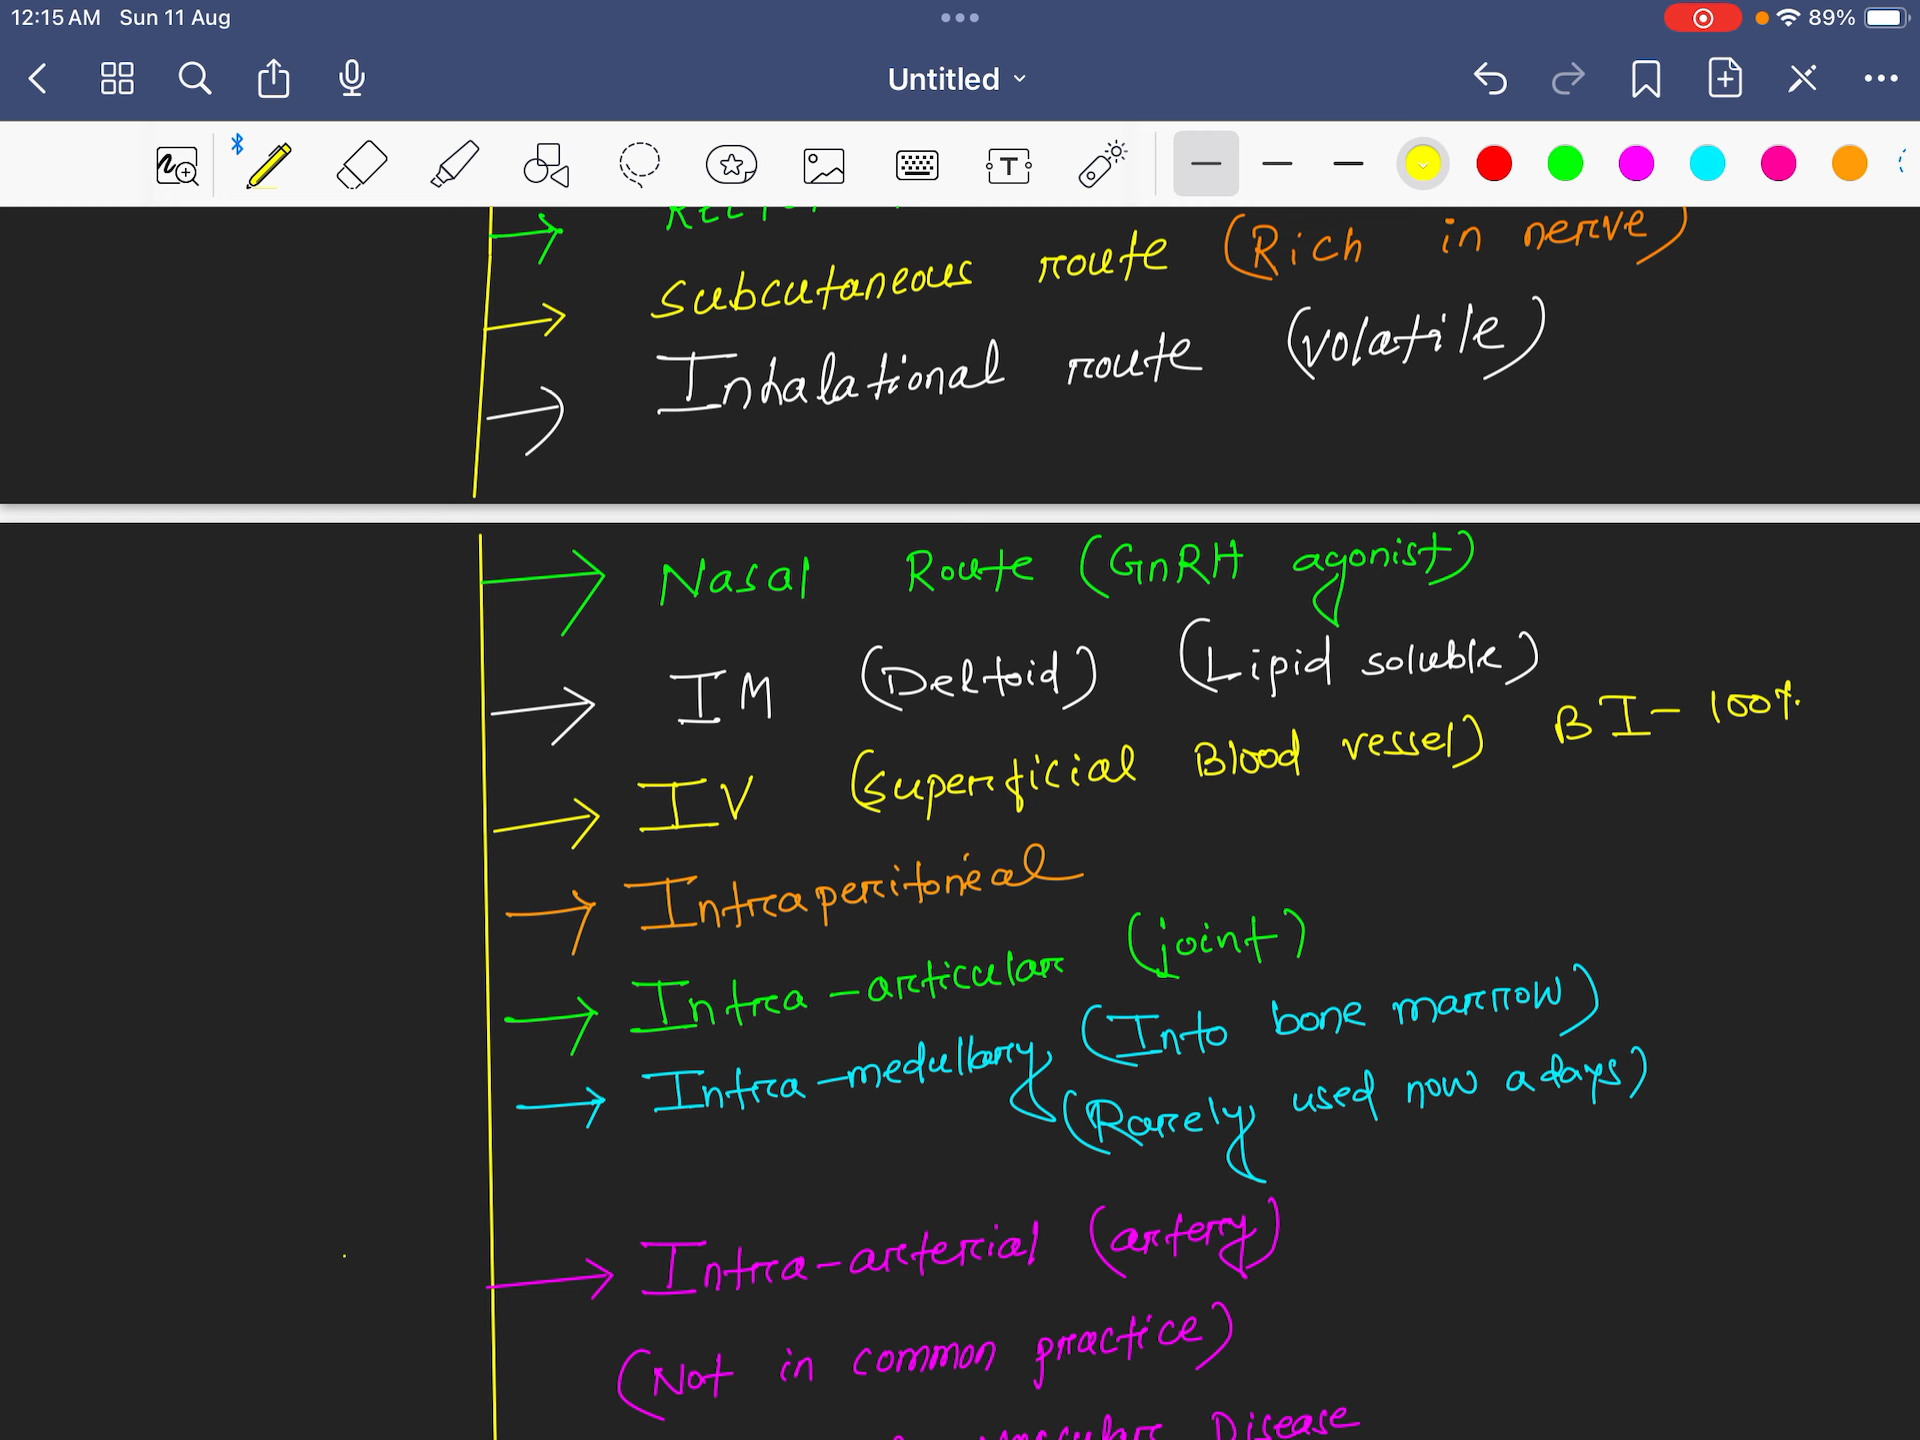 12:15 AM Sun 11 Aug
89%
Untitled
T
Subcutaneous route (Rich in nerve)
Inhalational route (volatile)
Nasal Route (GnRH agonist)
IM (Deltoid) (Lipid soluble)
IV (superficial Blood vessel) BI - 100%
Intraperitoneal
Intra-articular (joint)
Intra-medullary (Into bone marrow)
(Rarely used now adays)
Intra-arterial (artery)
(Not in common practice)
Disease